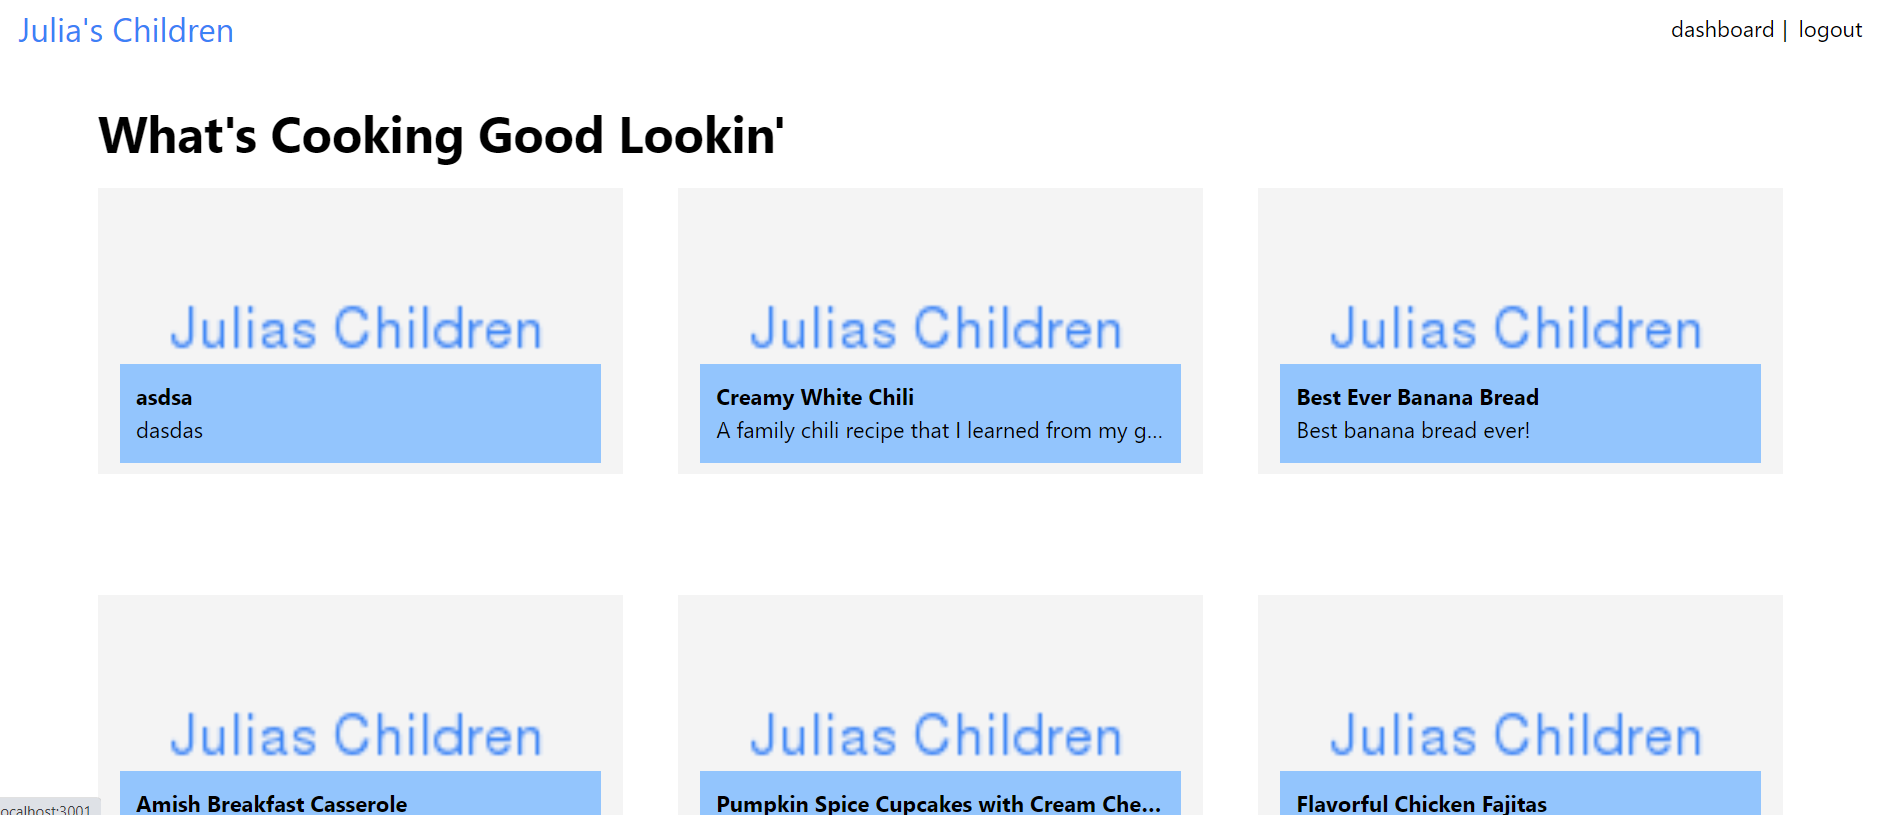 Julia's Children
dashboard | logout
What's Cooking Good Lookin'
Julias Children
asdsa
dasdas
Julias Children
Creamy White Chili
A family chili recipe that I learned from my g...
Julias Children
Best Ever Banana Bread
Best banana bread ever!
Julias Children
Amish Breakfast Casserole
Julias Children
Pumpkin Spice Cupcakes with Cream Che...
Julias Children
Flavorful Chicken Fajitas
ocalhost:3001